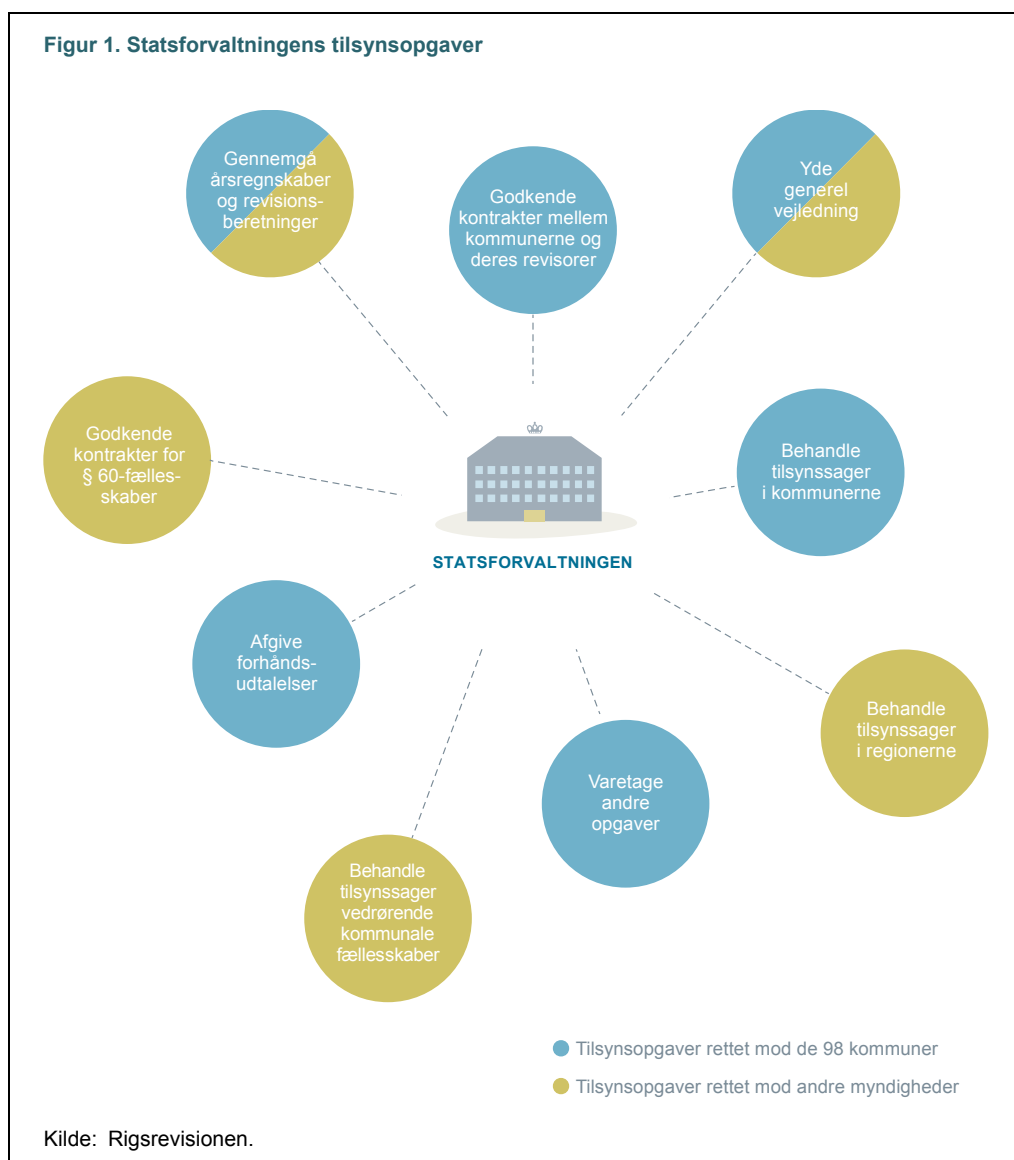 Figur 1. Statsforvaltningens tilsynsopgaver
Gennemgå
årsregnskaber
og revisions-
beretninger
Godkende
kontrakter mellem
kommunerne og
deres revisorer
Yde
generel
vejledning
Godkende
kontrakter for
§ 60-fælles-
skaber
Behandle
tilsynssager
i kommunerne
STATSFORVALTNINGEN
Afgive
forhånds-
udtalelser
Behandle
tilsynssager
i regionerne
Varetage
andre
opgaver
Behandle
tilsynssager
vedrørende
kommunale
fællesskaber
Tilsynsopgaver rettet mod de 98 kommuner
Tilsynsopgaver rettet mod andre myndigheder
Kilde: Rigsrevisionen.